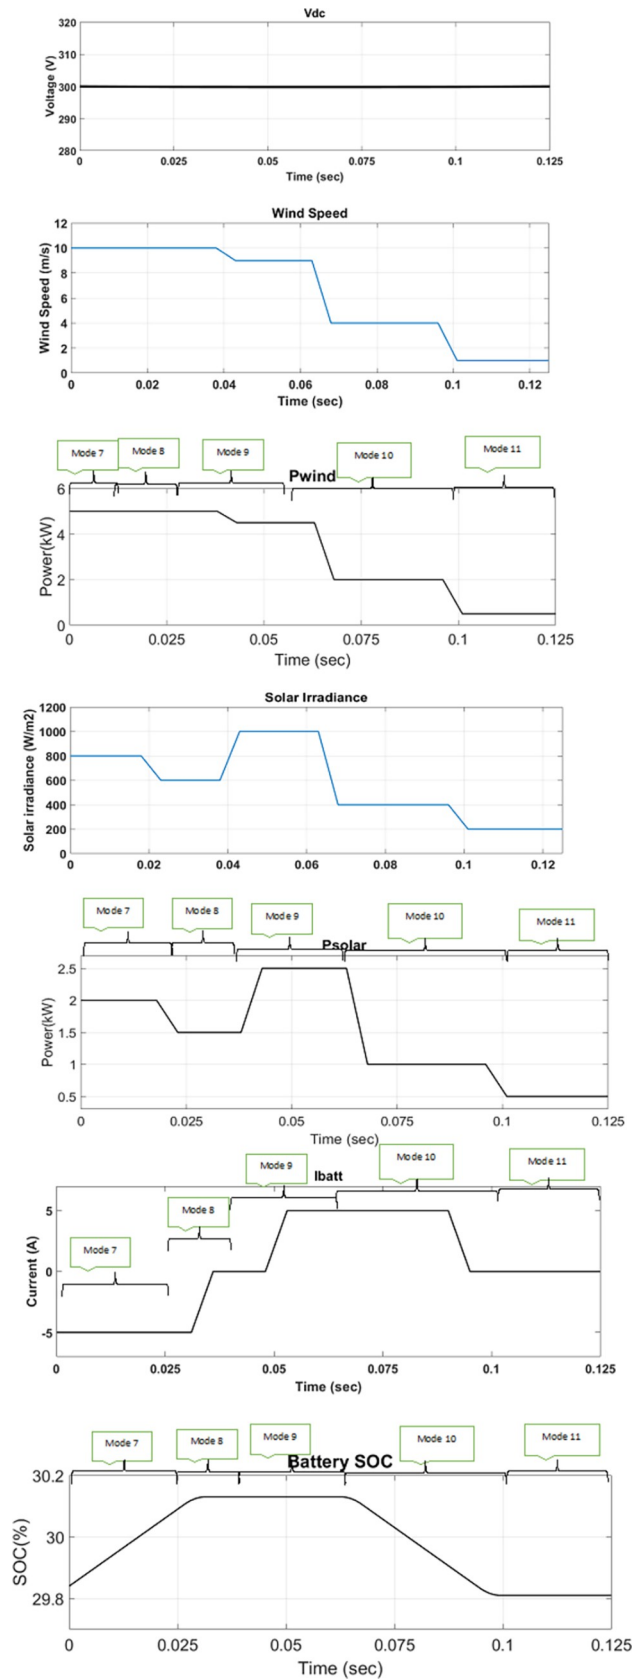 Vdc
320
310
300
290
280
Voltage (V)
0 0.025 0.05 0.075 0.1 0.125
Time (sec)
Wind Speed
12
10
8
6
4
2
0
Wind Speed (m/s)
0 0.02 0.04 0.06 0.08 0.1 0.12
Time (sec)
Mode 7 Mode 8 Mode 9 Mode 10 Mode 11
Pwind
6
4
2
0
Power(kW)
0 0.025 0.05 0.075 0.1 0.125
Time (sec)
Solar Irradiance
1200
1000
800
600
400
200
0
Solar irradiance (W/m2)
0 0.02 0.04 0.06 0.08 0.1 0.12
Mode 7 Mode 8 Mode 9 Mode 10 Mode 11
Psolar
2.5
2
1.5
1
0.5
Power(kW)
0 0.025 0.05 0.075 0.1 0.125
Time (sec)
Mode 9 Mode 10 Mode 11
Ibatt
Mode 8
Mode 7
5
0
-5
Current (A)
0 0.025 0.05 0.075 0.1 0.125
Time (sec)
Mode 7 Mode 8 Mode 9 Mode 10 Mode 11
Battery SOC
30.2
30
29.8
SOC(%)
0 0.025 0.05 0.075 0.1 0.125
Time (sec)